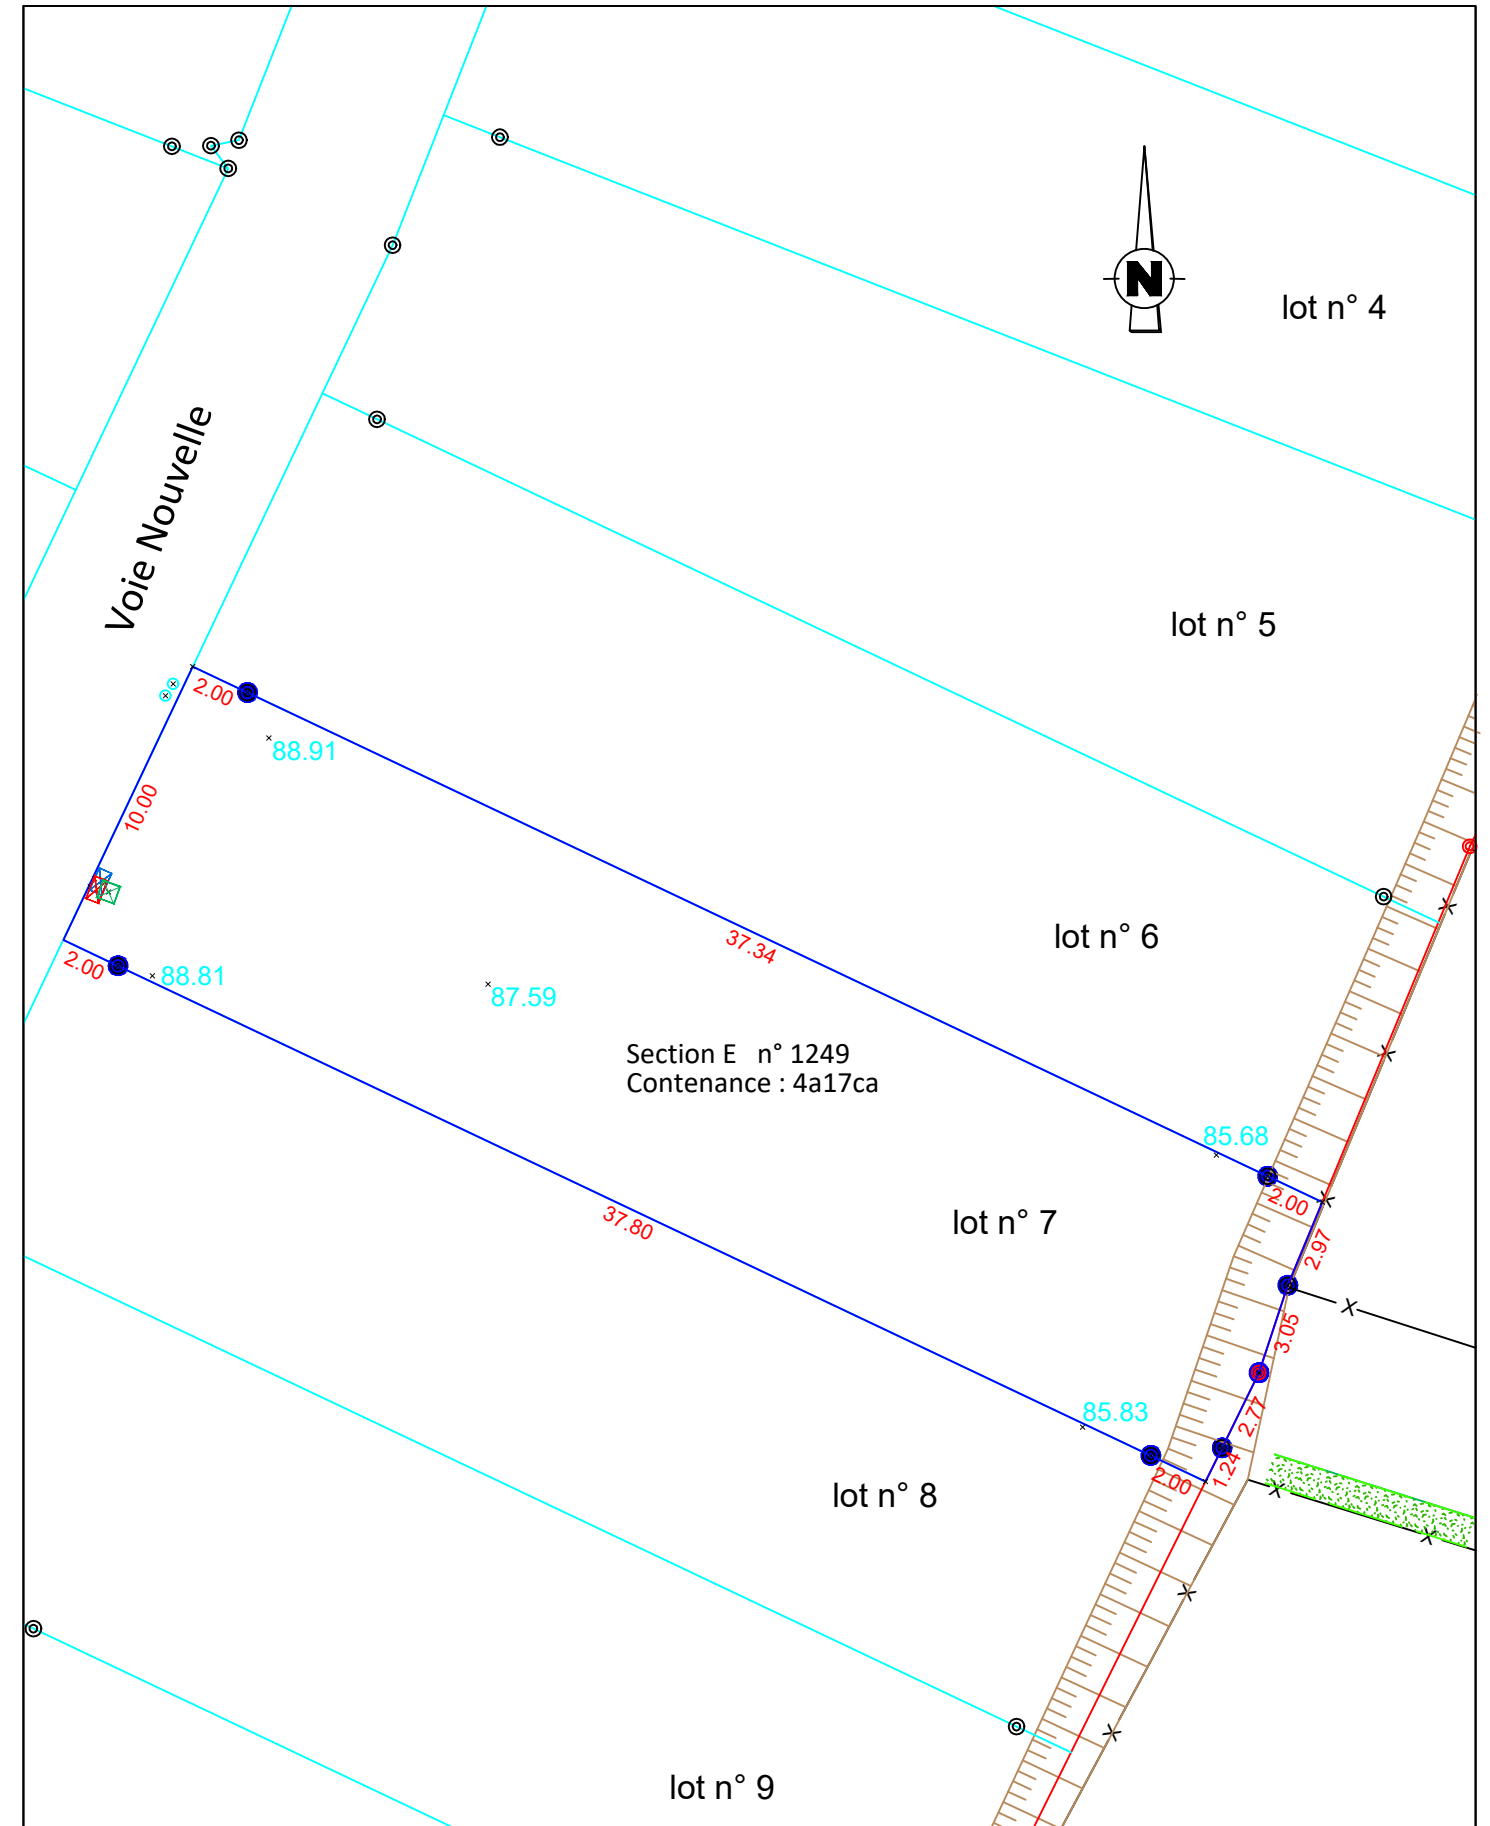 N
lot n° 4
Voie Nouvelle
lot n° 5
2.00
88.91
10.00
37.34
lot n° 6
2.00
88.81
87.59
Section E n° 1249
Contenance : 4a17ca
85.68
2.00
lot n° 7
37.80
2.97
3.05
85.83
2.77
1.24
2.00
lot n° 8
lot n° 9